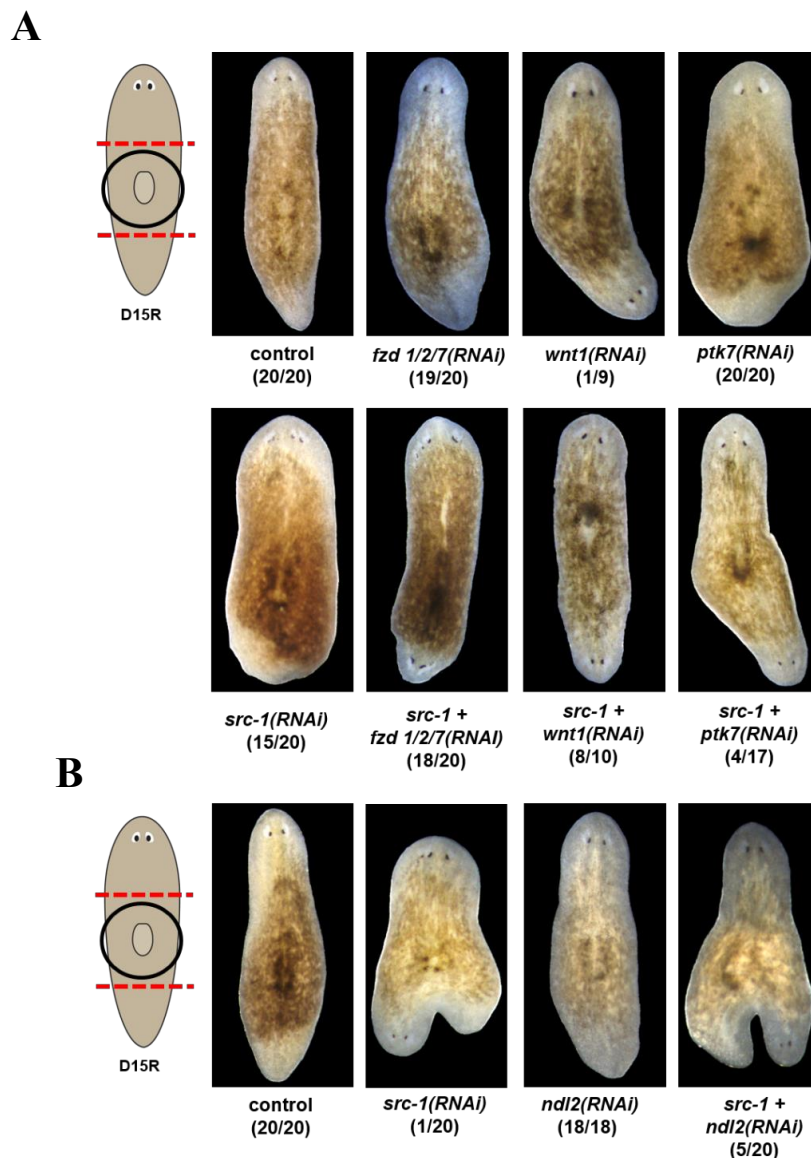 A
D15R
control
(20/20)
fzd 1/2/7(RNAi)
(19/20)
wnt1(RNAi)
(1/9)
ptk7(RNAi)
(20/20)
src-1(RNAi)
(15/20)
src-1 +
fzd 1/2/7(RNAI)
(18/20)
src-1 +
wnt1(RNAi)
(8/10)
src-1 +
ptk7(RNAi)
(4/17)
B
D15R
control
(20/20)
src-1(RNAi)
(1/20)
ndl2(RNAi)
(18/18)
src-1 +
ndl2(RNAi)
(5/20)